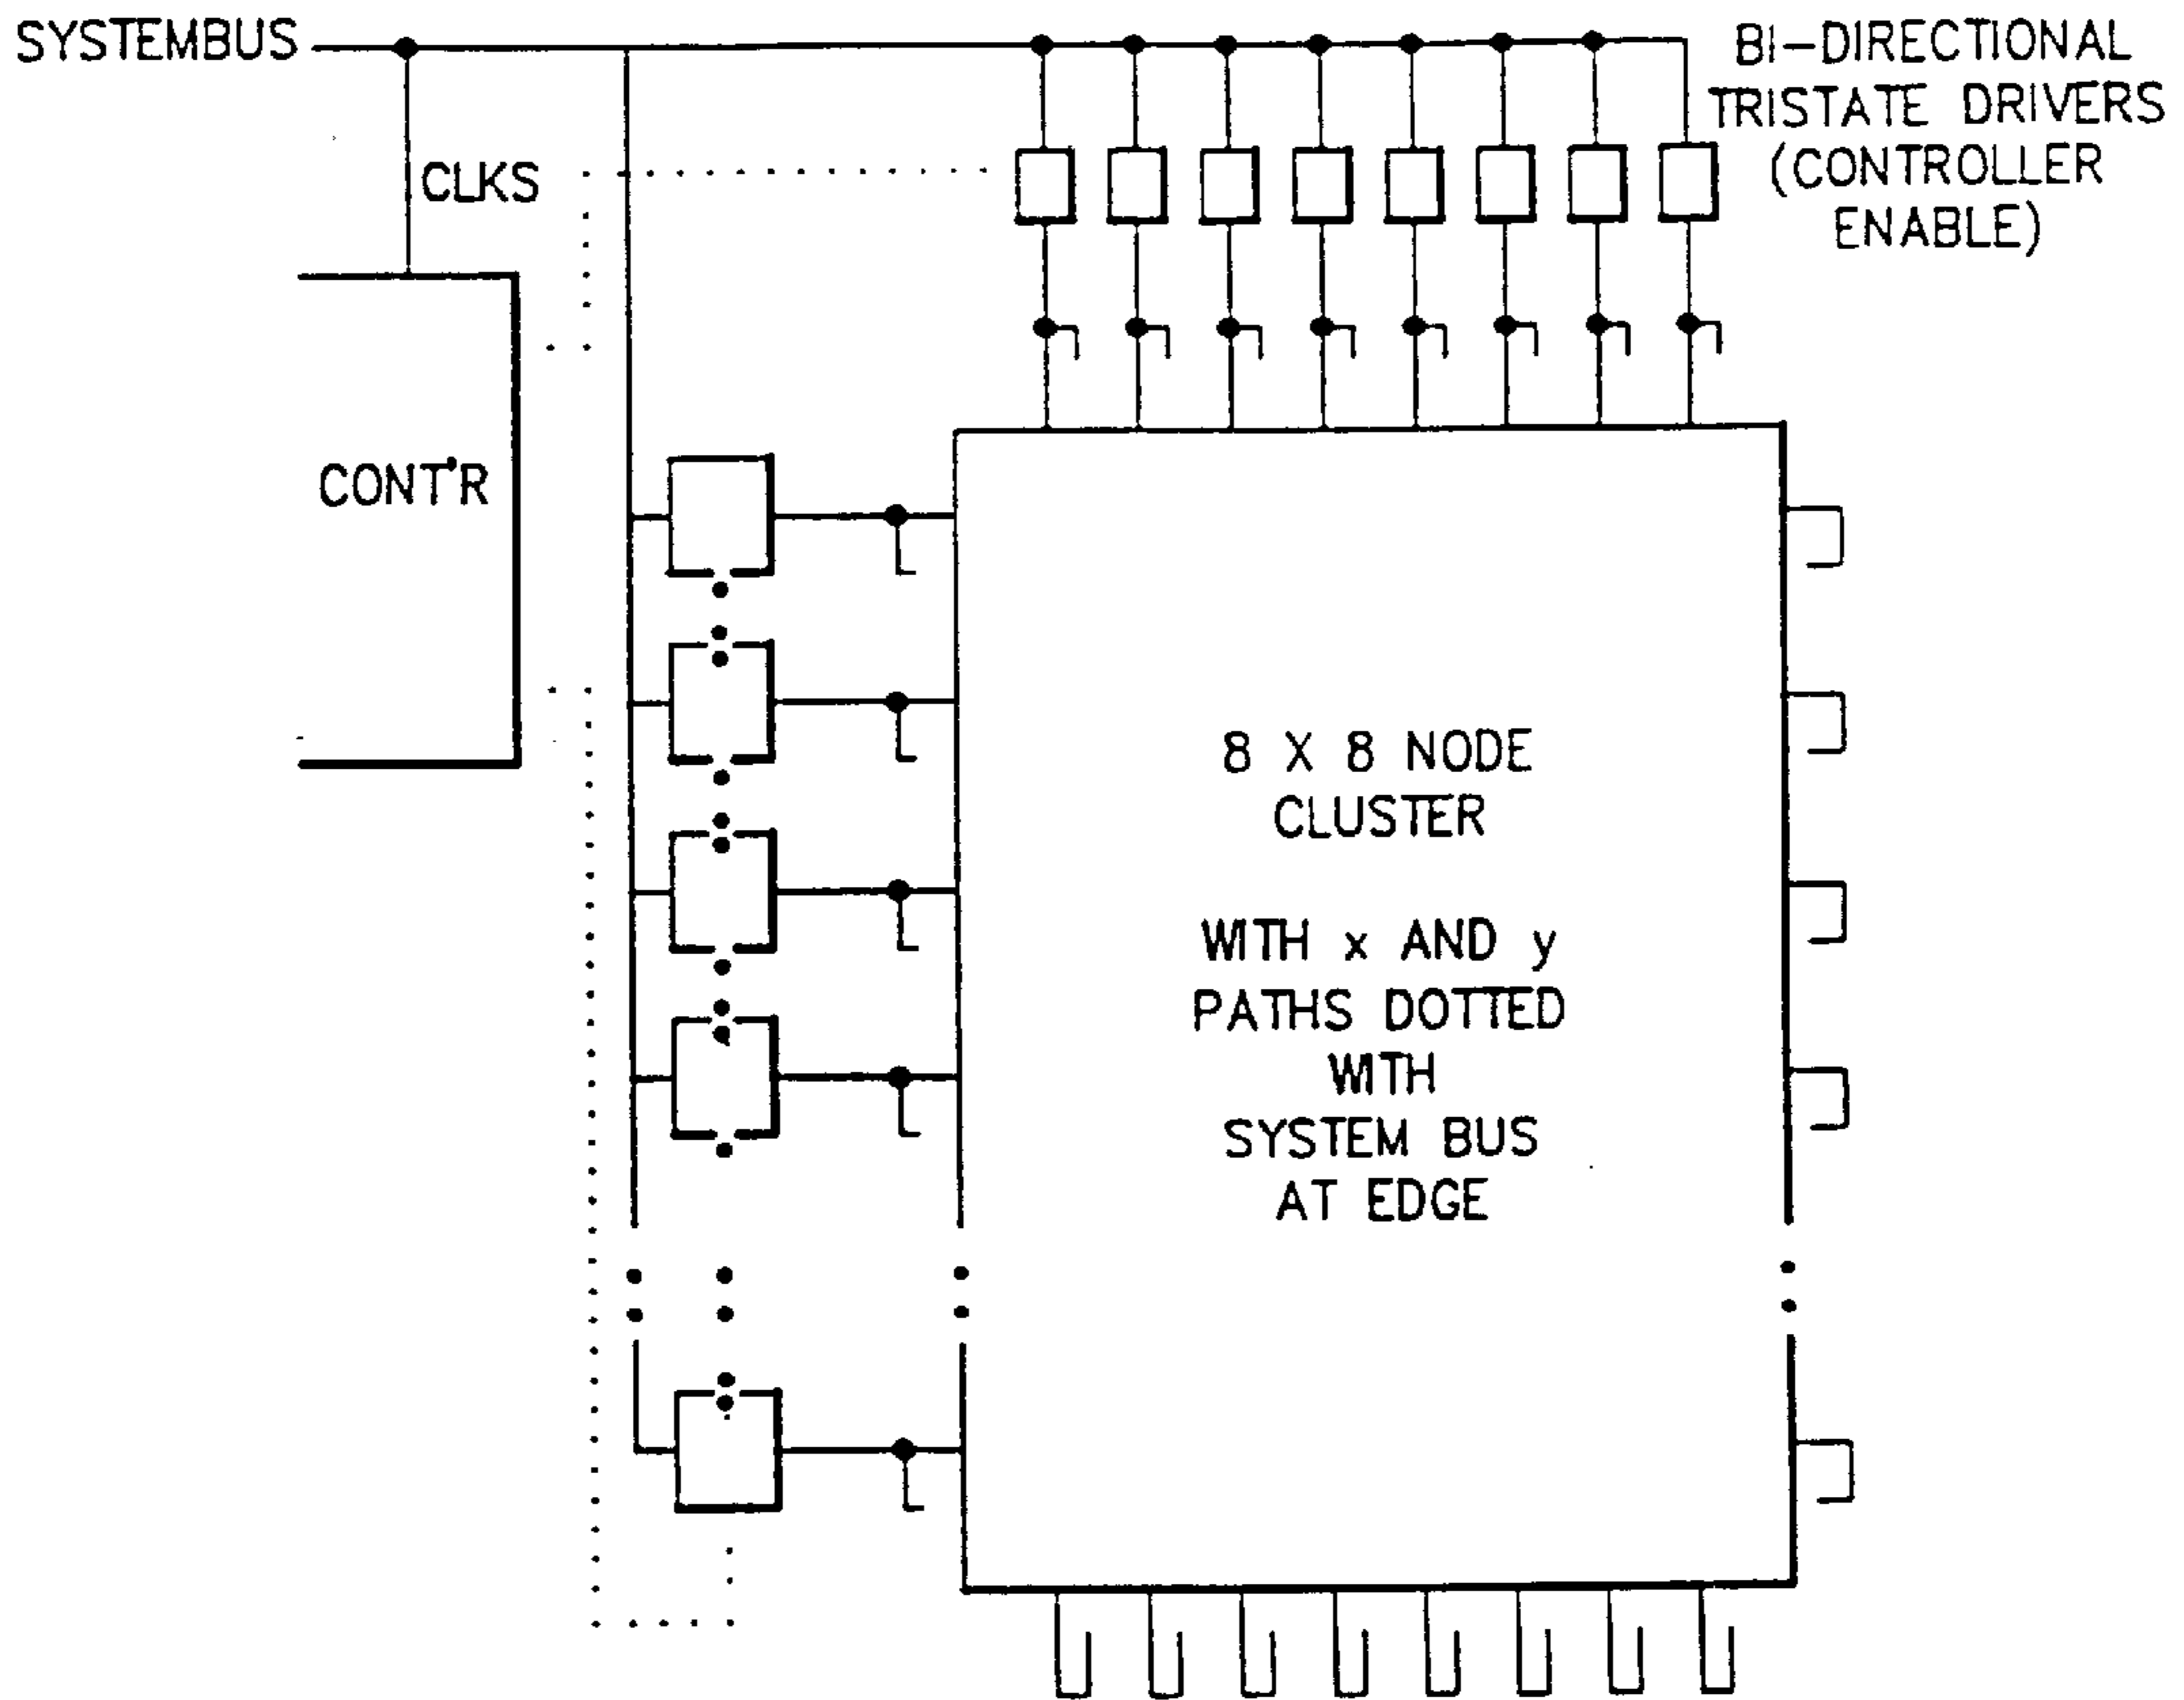 SYSTEMBUS
BI-DIRECTIONAL
TRISTATE DRIVERS
(CONTROLLER
ENABLE)
CLKS
CONT'R
8 X 8 NODE
CLUSTER
WITH x AND y
PATHS DOTTED
WITH
SYSTEM BUS
AT EDGE